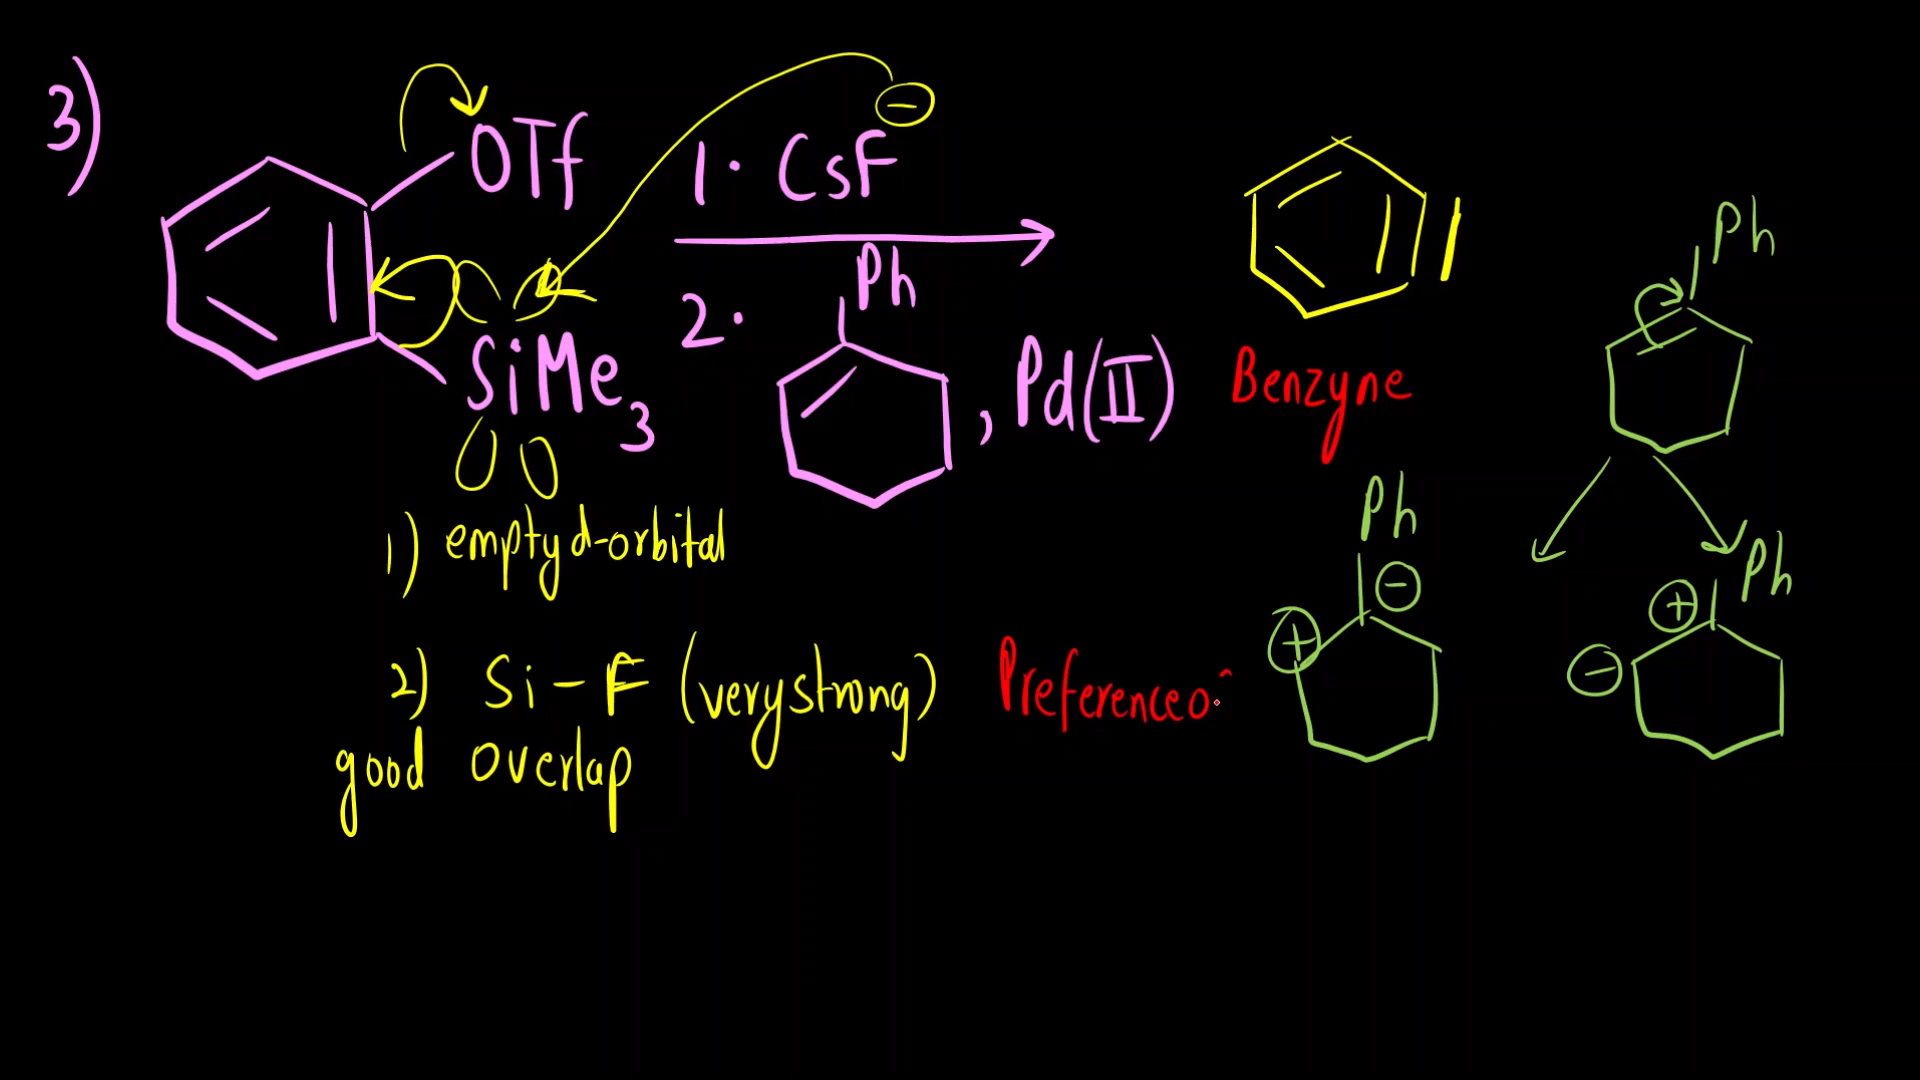 3)
OTf
SiMe3
1. CsF ⊖
2. Ph
, Pd(II)
Benzyne
Ph
1) empty d-orbital
2) Si-F (very strong)
good overlap
Preference:
Ph
⊕ ⊖
Ph
⊕ ⊖